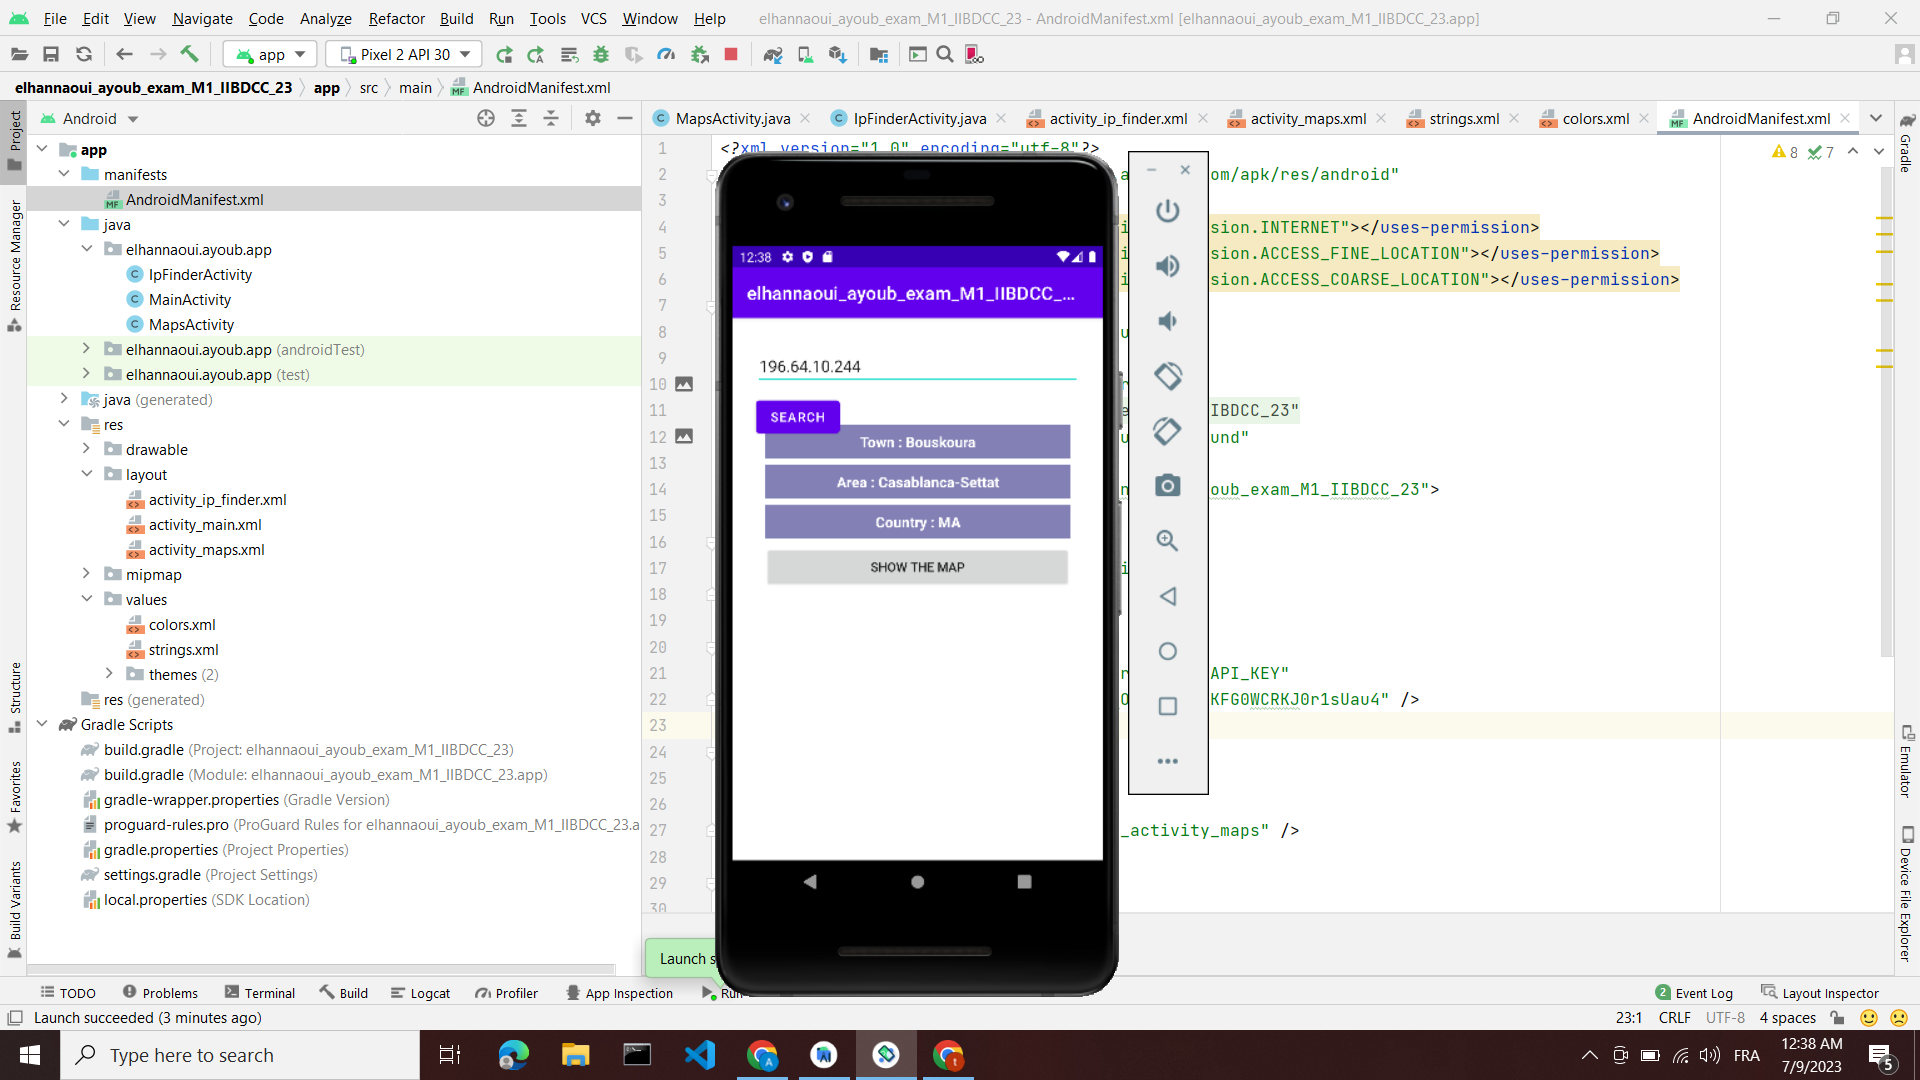 File Edit View Navigate Code Analyze Refactor Build Run Tools VCS Window Help elhannaoui_ayoub_exam_M1_IIBDCC_23 - AndroidManifest.xml [elhannaoui_ayoub_exam_M1_IIBDCC_23.app]
app Pixel 2 API 30
elhannaoui_ayoub_exam_M1_IIBDCC_23 app src main AndroidManifest.xml
Project
Resource Manager
Structure
Favorites
Build Variants
Android
app
manifests
AndroidManifest.xml
java
elhannaoui.ayoub.app
IpFinderActivity
MainActivity
MapsActivity
elhannaoui.ayoub.app (androidTest)
elhannaoui.ayoub.app (test)
java (generated)
res
drawable
layout
activity_ip_finder.xml
activity_main.xml
activity_maps.xml
mipmap
values
colors.xml
strings.xml
themes (2)
res (generated)
Gradle Scripts
build.gradle (Project: elhannaoui_ayoub_exam_M1_IIBDCC_23)
build.gradle (Module: elhannaoui_ayoub_exam_M1_IIBDCC_23.app)
gradle-wrapper.properties (Gradle Version)
proguard-rules.pro (ProGuard Rules for elhannaoui_ayoub_exam_M1_IIBDCC_23.a
gradle.properties (Project Properties)
settings.gradle (Project Settings)
local.properties (SDK Location)
MapsActivity.java IpFinderActivity.java activity_ip_finder.xml activity_maps.xml strings.xml colors.xml AndroidManifest.xml
8 7
1 <?xml version="1.0" encoding="utf-8"?>
2 om/apk/res/android"
3
4 sion.INTERNET"></uses-permission>
5 sion.ACCESS_FINE_LOCATION"></uses-permission>
6 sion.ACCESS_COARSE_LOCATION"></uses-permission>
7
8
9
10
11 IBDCC_23"
12 und"
13
14 oub_exam_M1_IIBDCC_23">
15
16
17
18
19
20
21 API_KEY"
22 KFG0WCRKJ0r1sUau4" />
23
24
25
26
27 _activity_maps" />
28
29
30
12:38
elhannaoui_ayoub_exam_M1_IIBDCC_...
196.64.10.244
SEARCH
Town : Bouskoura
Area : Casablanca-Settat
Country : MA
SHOW THE MAP
Gradle
Emulator
Device File Explorer
Launch s
TODO Problems Terminal Build Logcat Profiler App Inspection Run 2 Event Log Layout Inspector
Launch succeeded (3 minutes ago) 23:1 CRLF UTF-8 4 spaces
Type here to search FRA 12:38 AM
7/9/2023 5